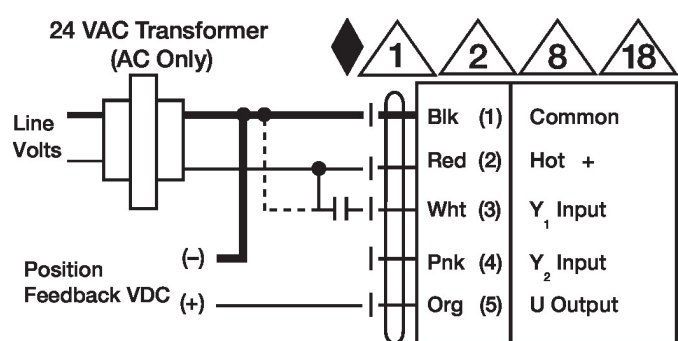 24 VAC Transformer
(AC Only)
1 2 8 18
Line
Volts
Blk (1) Common
Red (2) Hot +
Wht (3) Y1 Input
Pnk (4) Y2 Input
Org (5) U Output
Position
Feedback VDC
(–)
(+)